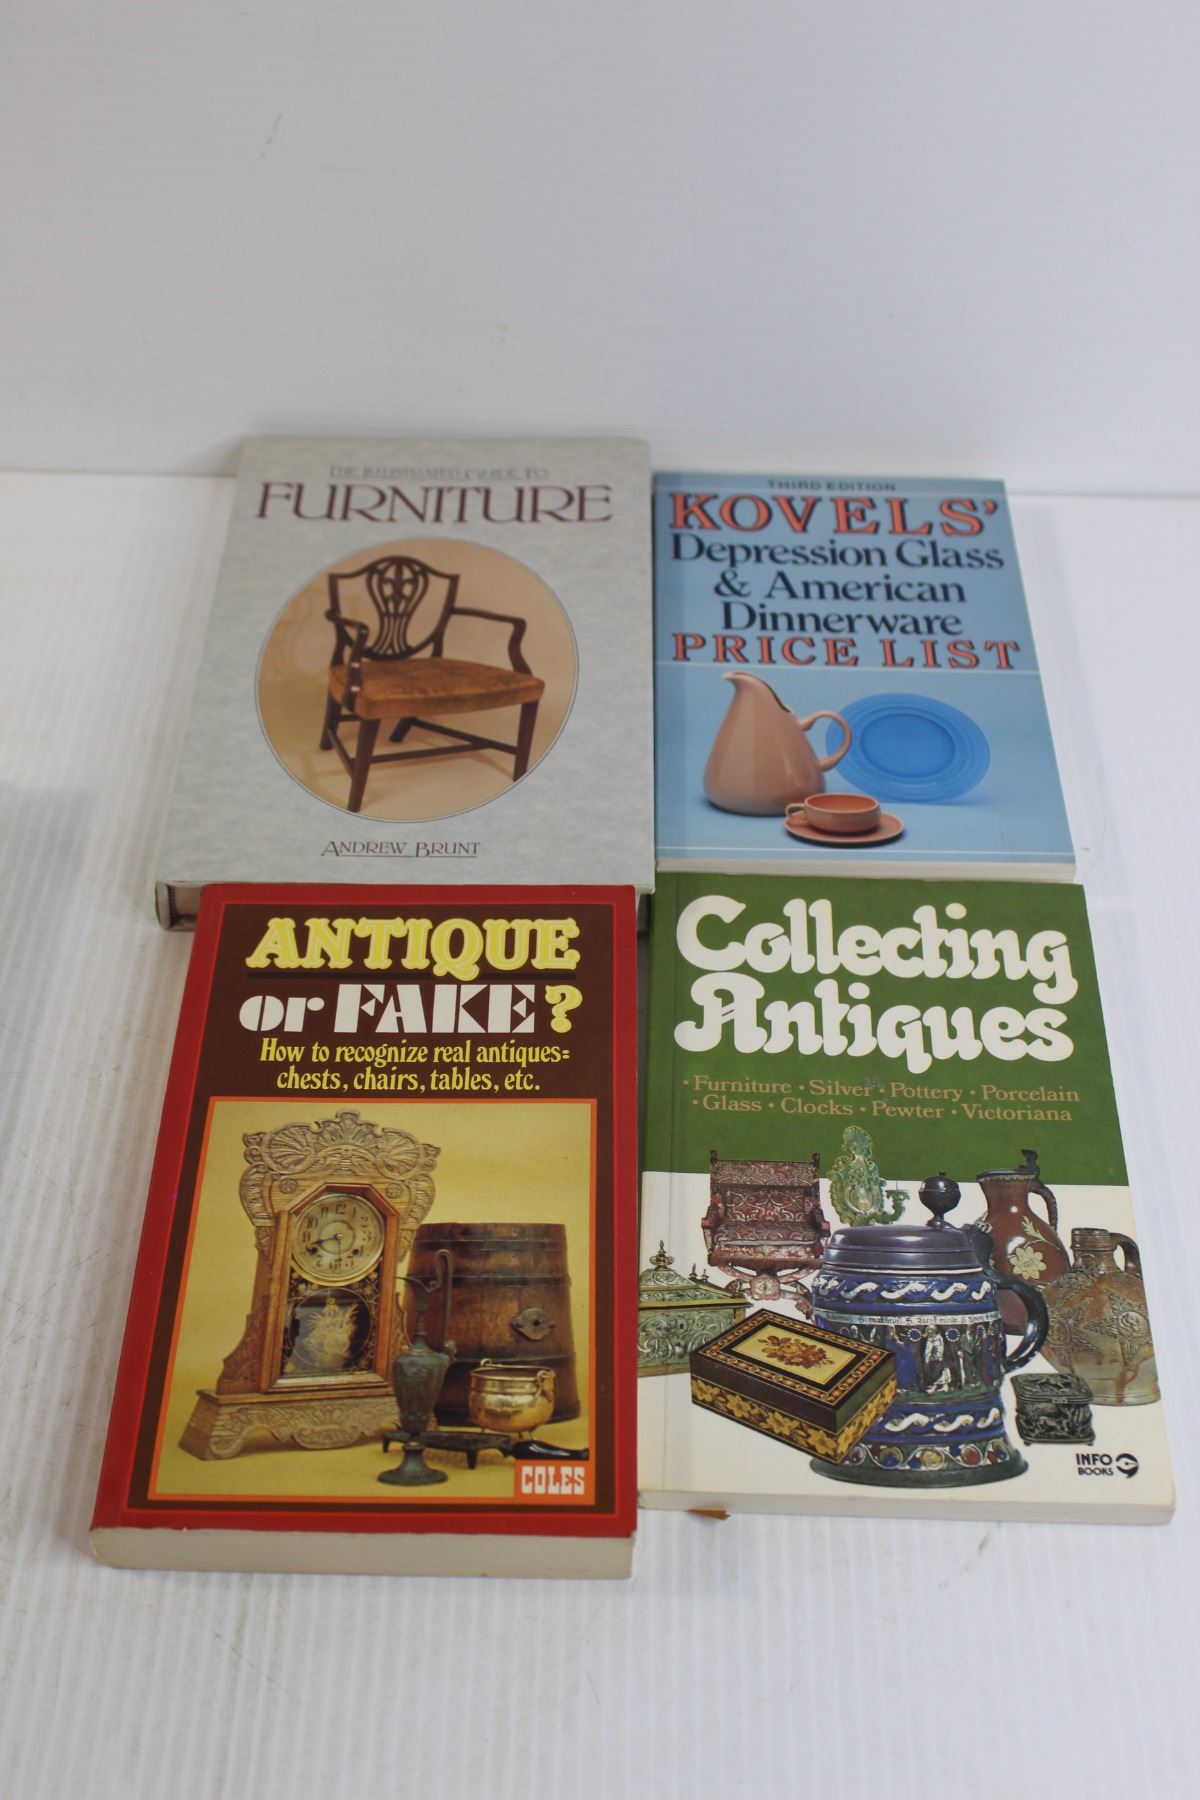 THE ILLUSTRATED GUIDE TO
FURNITURE
ANDREW BRUNT
THIRD EDITION
KOVELS'
Depression Glass
& American
Dinnerware
PRICE LIST
ANTIQUE
or FAKE?
How to recognize real antiques:
chests, chairs, tables, etc.
COLES
Collecting
Antiques
• Furniture • Silver • Pottery • Porcelain
• Glass • Clocks • Pewter • Victoriana
INFO
BOOKS